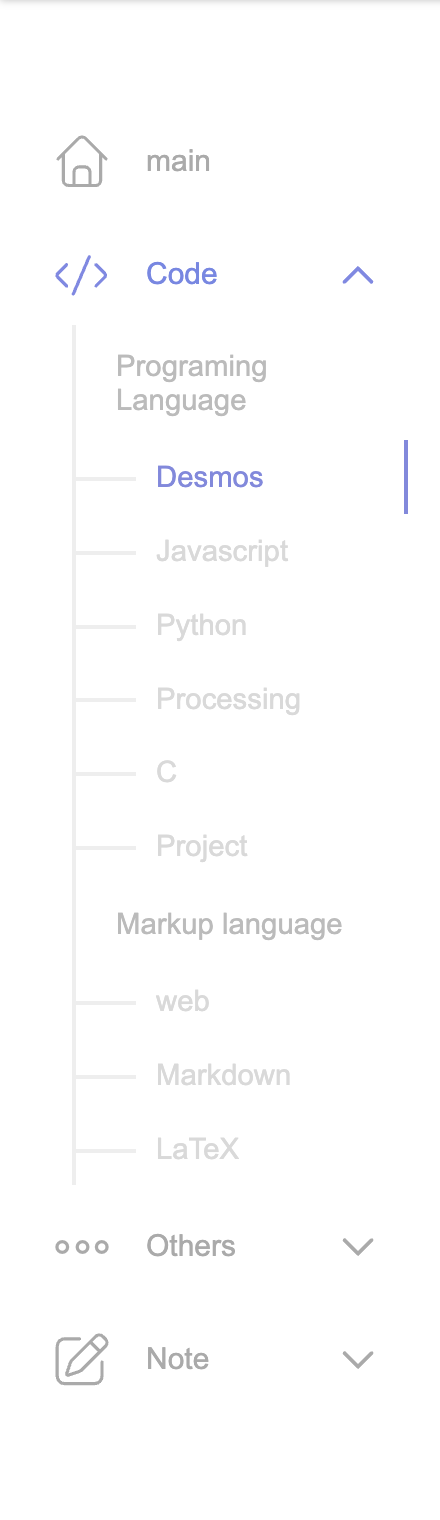 main
Code
Programing
Language
Desmos
Javascript
Python
Processing
C
Project
Markup language
web
Markdown
LaTeX
Others
Note